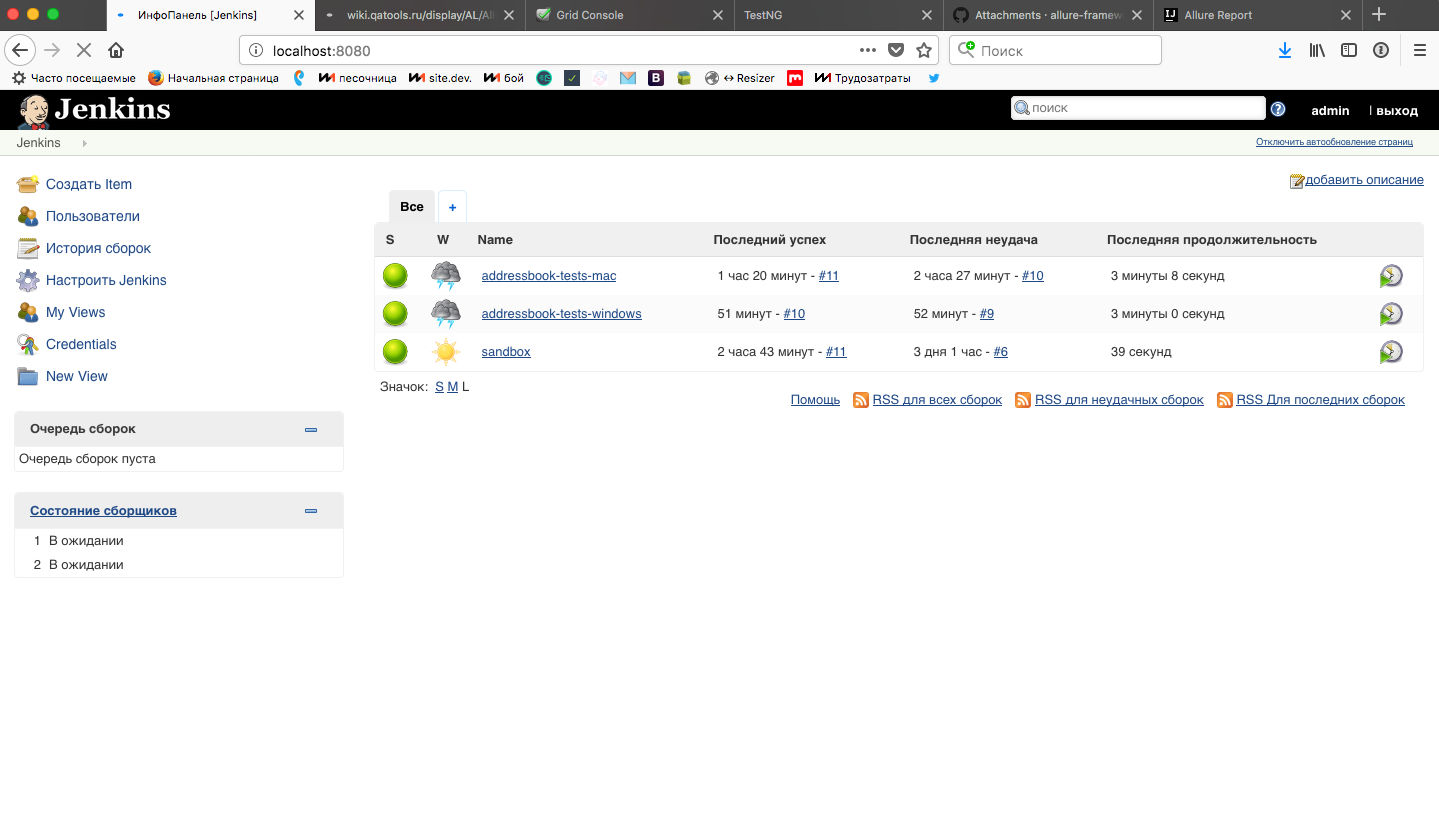 ИнфоПанель [Jenkins] wiki.qatools.ru/display/AL/All Grid Console TestNG Attachments · allure-framew Allure Report
localhost:8080 Поиск
Часто посещаемые Начальная страница песочница site.dev. бой B ↔ Resizer Трудозатраты
Jenkins поиск admin | выход
Jenkins Отключить автообновление страниц
добавить описание
Создать Item
Пользователи
История сборок
Настроить Jenkins
My Views
Credentials
New View
Очередь сборок
Очередь сборок пуста
Состояние сборщиков
1 В ожидании
2 В ожидании
Все +
S W Name Последний успех Последняя неудача Последняя продолжительность
addressbook-tests-mac 1 час 20 минут - #11 2 часа 27 минут - #10 3 минуты 8 секунд
addressbook-tests-windows 51 минут - #10 52 минут - #9 3 минуты 0 секунд
sandbox 2 часа 43 минут - #11 3 дня 1 час - #6 39 секунд
Значок: S M L
Помощь RSS для всех сборок RSS для неудачных сборок RSS Для последних сборок